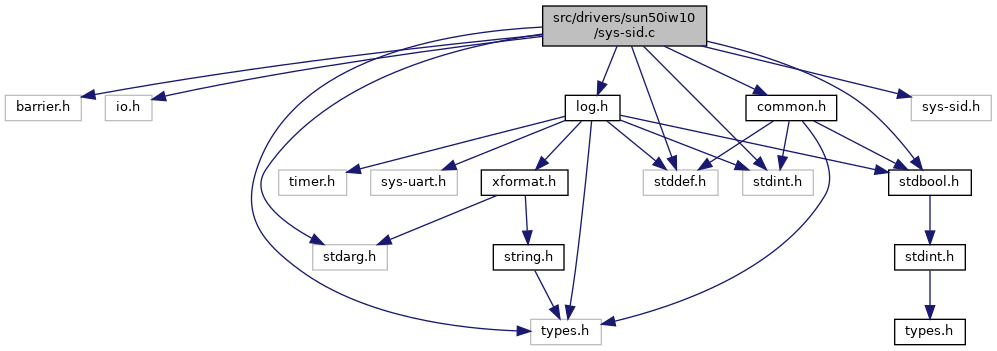 src/drivers/sun50iw10
/sys-sid.c
barrier.h
io.h
log.h
common.h
sys-sid.h
timer.h
sys-uart.h
xformat.h
stddef.h
stdint.h
stdbool.h
stdarg.h
string.h
stdint.h
types.h
types.h